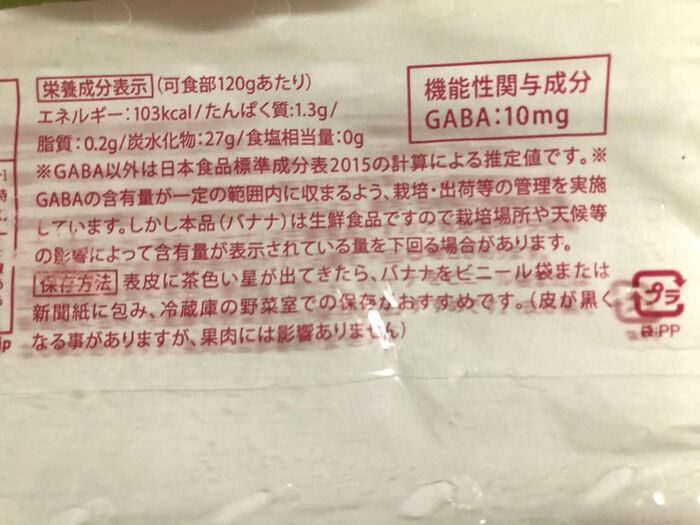 栄養成分表示 (可食部120gあたり)
エネルギー:103kcal/たんぱく質:1.3g/
脂質:0.2g/炭水化物:27g/食塩相当量:0g
機能性関与成分
GABA:10mg
※GABA以外は日本食品標準成分表2015の計算による推定値です。※
GABAの含有量が一定の範囲内に収まるよう、栽培・出荷等の管理を実施
しています。しかし本品(バナナ)は生鮮食品ですので栽培場所や天候等
の影響によって含有量が表示されている量を下回る場合があります。
保存方法 表皮に茶色い星が出てきたら、バナナをビニール袋または
新聞紙に包み、冷蔵庫の野菜室での保存がおすすめです。(皮が黒く
なる事がありますが、果肉には影響ありません)
プラ
袋:PP